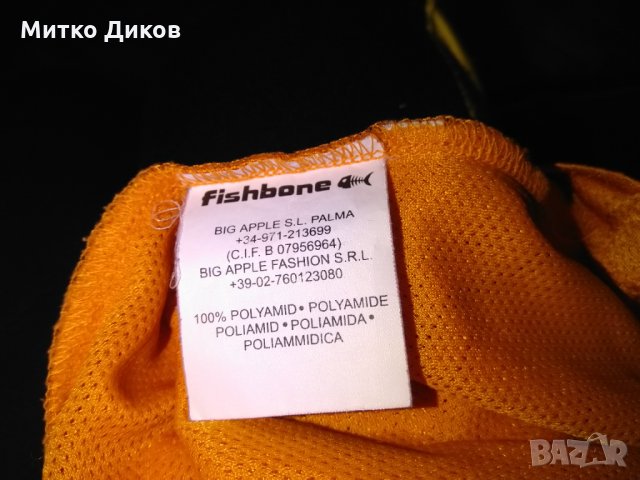 Митко Диков
fishbone
BIG APPLE S.L. PALMA
+34-971-213699
(C.I.F. B 07956964)
BIG APPLE FASHION S.R.L.
+39-02-760123080
100% POLYAMID • POLYAMIDE
POLIAMID • POLIAMIDA •
POLIAMMIDICA
BAZAR